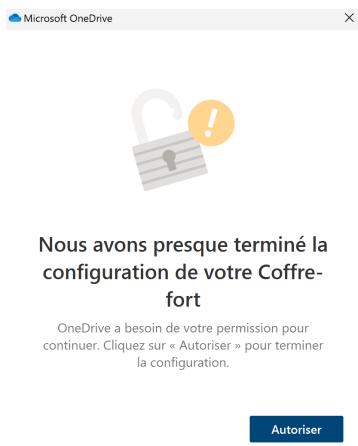 Microsoft OneDrive
Nous avons presque terminé la
configuration de votre Coffre-
fort
OneDrive a besoin de votre permission pour
continuer. Cliquez sur « Autoriser » pour terminer
la configuration.
Autoriser